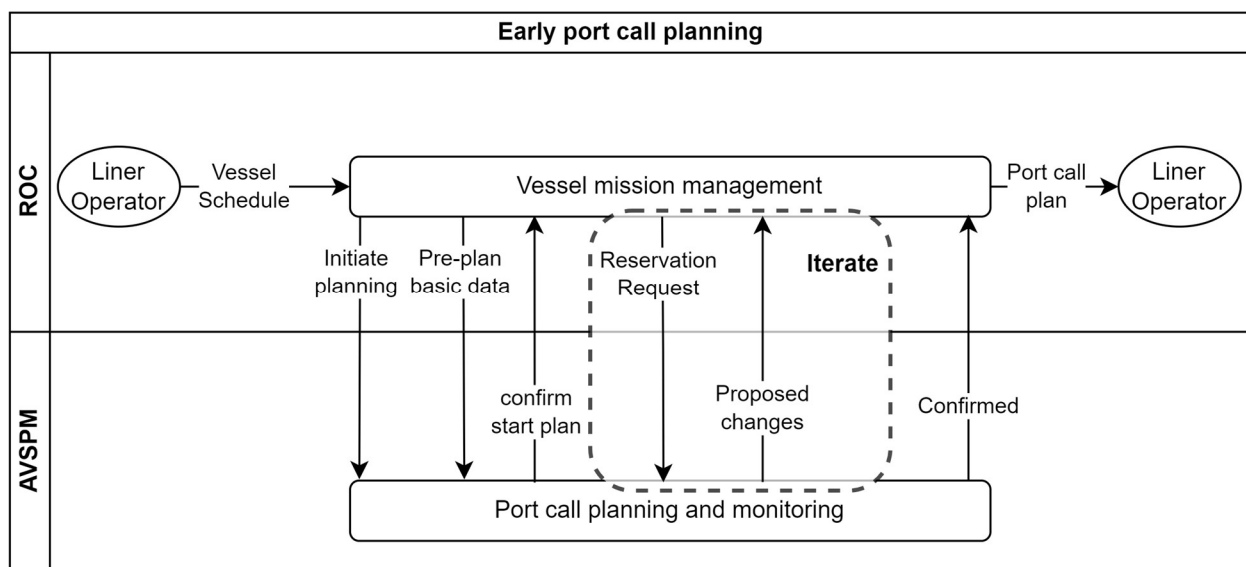 Early port call planning
ROC
Liner
Operator
Vessel
Schedule
Vessel mission management
Port call
plan
Liner
Operator
Initiate
planning
Pre-plan
basic data
Reservation
Request
Iterate
AVSPM
confirm
start plan
Proposed
changes
Confirmed
Port call planning and monitoring